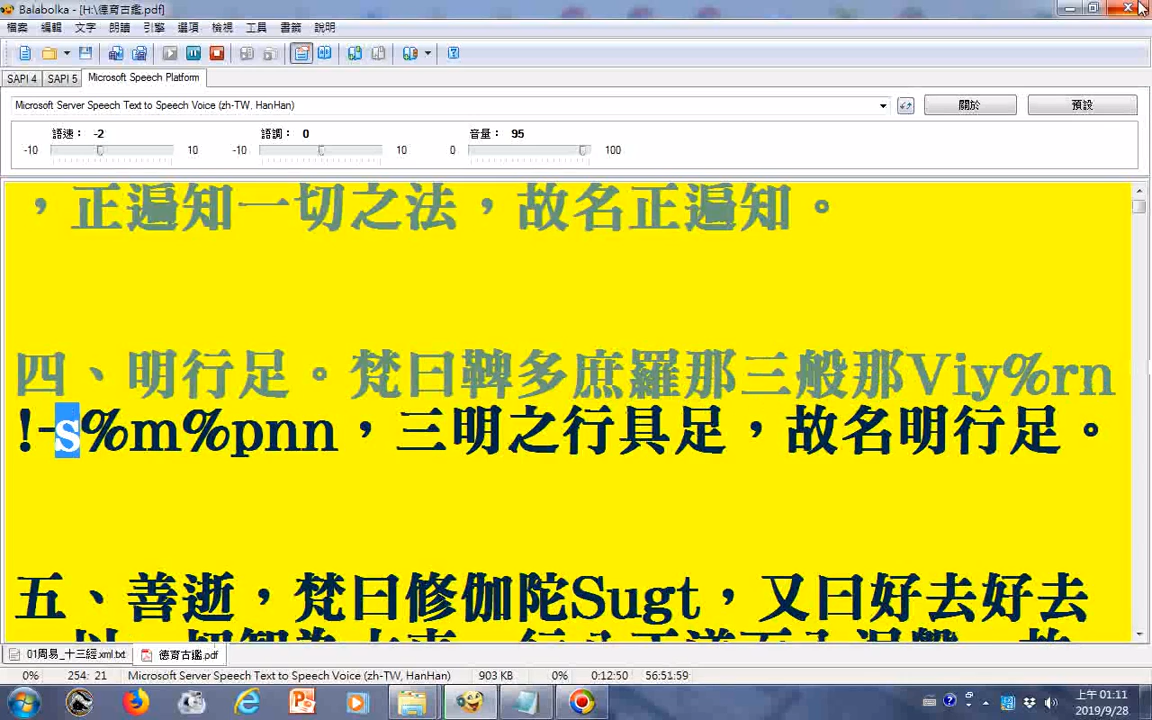 Balabolka - [H:\德育古鑑.pdf]
檔案 編輯 文字 朗讀 引擎 選項 檢視 工具 書籤 說明
SAPI 4 SAPI 5 Microsoft Speech Platform
Microsoft Server Speech Text to Speech Voice (zh-TW, HanHan) 關於 預設
語速： -2 語調： 0 音量： 95
-10 10 -10 10 0 100
，正遍知一切之法，故名正遍知。
四、明行足。梵曰鞞多庶羅那三般那Viy%rn
!-s%m%pnn，三明之行具足，故名明行足。
五、善逝，梵曰修伽陀Sugt，又曰好去好去
01周易_十三經.xml.txt 德育古鑑.pdf
0% 254: 21 Microsoft Server Speech Text to Speech Voice (zh-TW, HanHan) 903 KB 0% 0:12:50 56:51:59
上午 01:11
2019/9/28